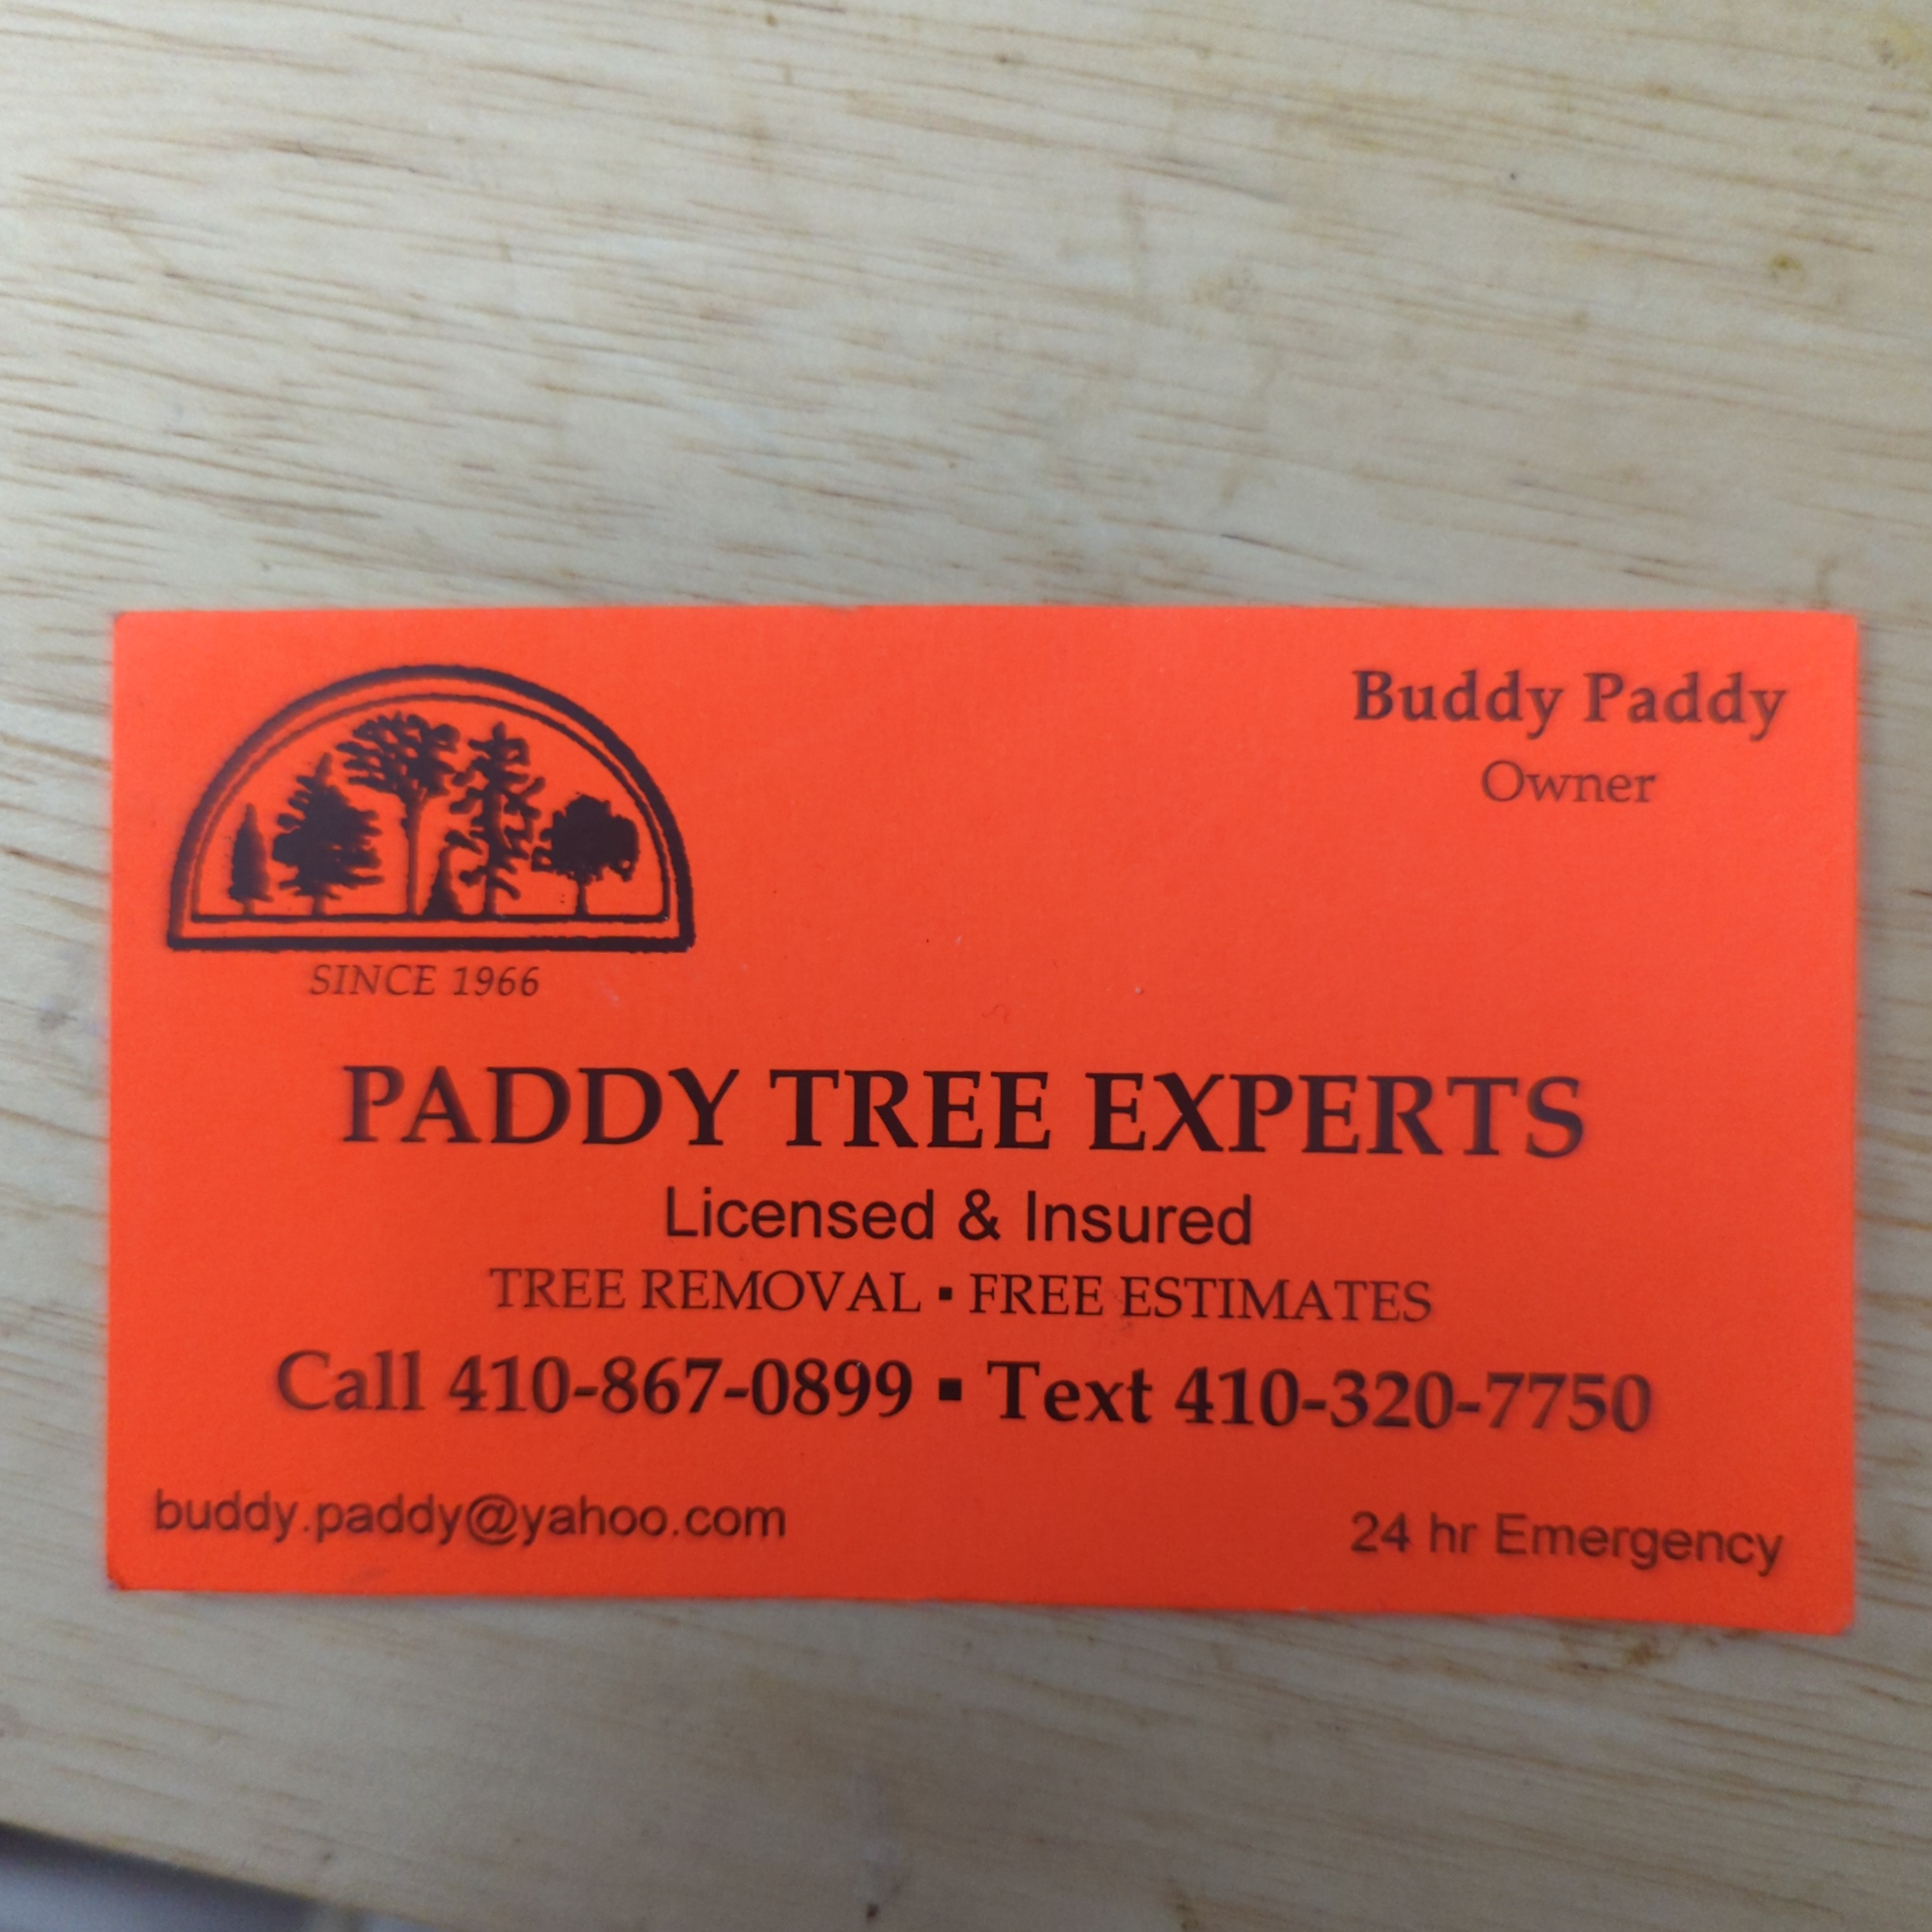 Buddy Paddy
Owner
SINCE 1966
PADDY TREE EXPERTS
Licensed & Insured
TREE REMOVAL ▪ FREE ESTIMATES
Call 410-867-0899 ▪ Text 410-320-7750
buddy.paddy@yahoo.com
24 hr Emergency